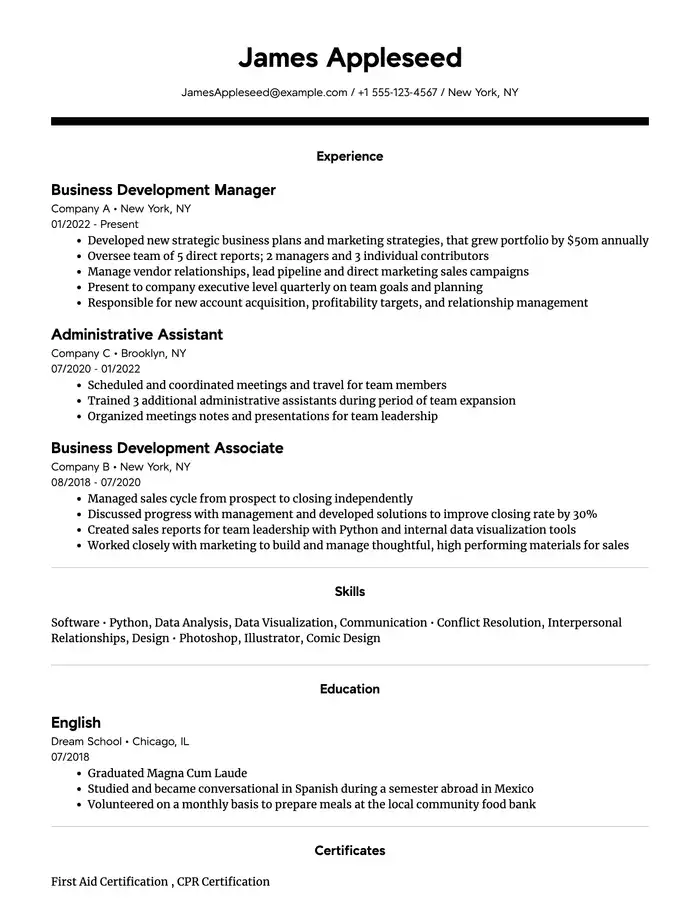 James Appleseed
JamesAppleseed@example.com / +1 555-123-4567 / New York, NY
Experience
Business Development Manager
Company A • New York, NY
01/2022 - Present
• Developed new strategic business plans and marketing strategies, that grew portfolio by $50m annually
• Oversee team of 5 direct reports; 2 managers and 3 individual contributors
• Manage vendor relationships, lead pipeline and direct marketing sales campaigns
• Present to company executive level quarterly on team goals and planning
• Responsible for new account acquisition, profitability targets, and relationship management
Administrative Assistant
Company C • Brooklyn, NY
07/2020 - 01/2022
• Scheduled and coordinated meetings and travel for team members
• Trained 3 additional administrative assistants during period of team expansion
• Organized meetings notes and presentations for team leadership
Business Development Associate
Company B • New York, NY
08/2018 - 07/2020
• Managed sales cycle from prospect to closing independently
• Discussed progress with management and developed solutions to improve closing rate by 30%
• Created sales reports for team leadership with Python and internal data visualization tools
• Worked closely with marketing to build and manage thoughtful, high performing materials for sales
Skills
Software • Python, Data Analysis, Data Visualization, Communication • Conflict Resolution, Interpersonal
Relationships, Design • Photoshop, Illustrator, Comic Design
Education
English
Dream School • Chicago, IL
07/2018
• Graduated Magna Cum Laude
• Studied and became conversational in Spanish during a semester abroad in Mexico
• Volunteered on a monthly basis to prepare meals at the local community food bank
Certificates
First Aid Certification , CPR Certification